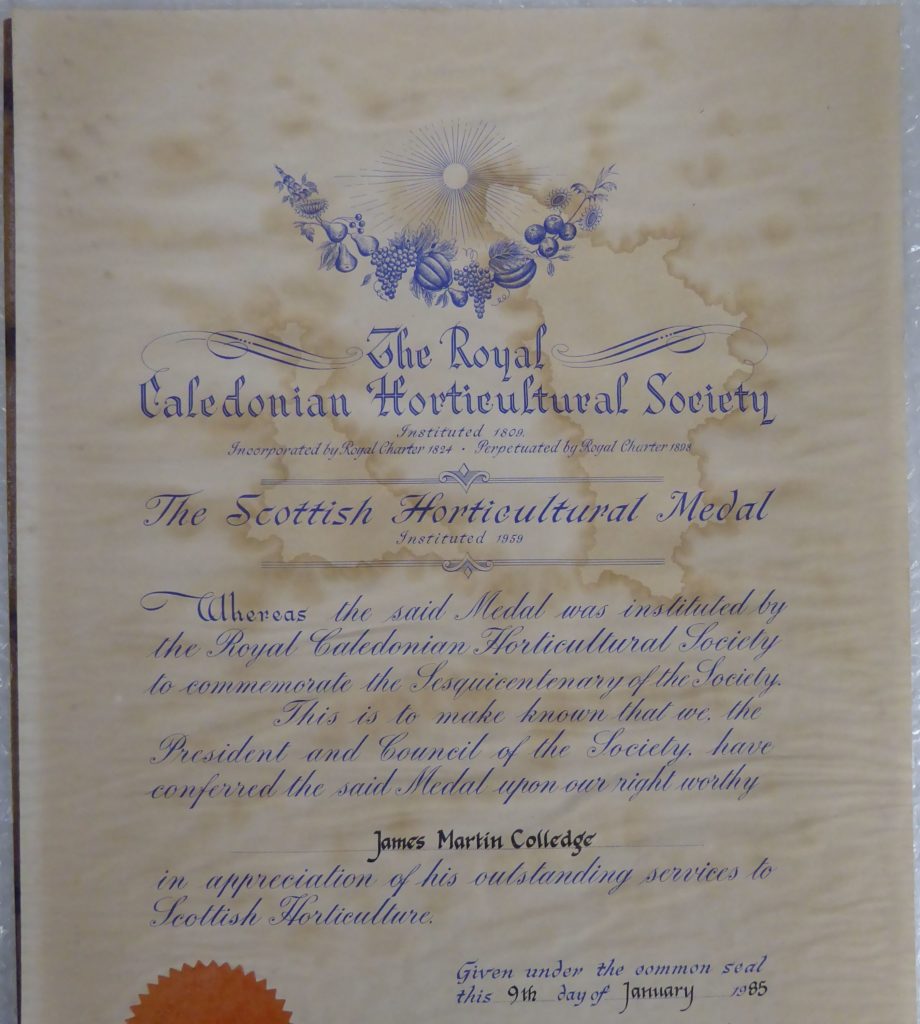 The Royal
Caledonian Horticultural Society
Instituted 1809.
Incorporated by Royal Charter 1824 · Perpetuated by Royal Charter 1898
The Scottish Horticultural Medal
Instituted 1959
Whereas the said Medal was instituted by
the Royal Caledonian Horticultural Society
to commemorate the Sesquicentenary of the Society.
This is to make known that we, the
President and Council of the Society, have
conferred the said Medal upon our right worthy
James Martin Colledge
in appreciation of his outstanding services to
Scottish Horticulture.
Given under the common seal
this 9th day of January 1985